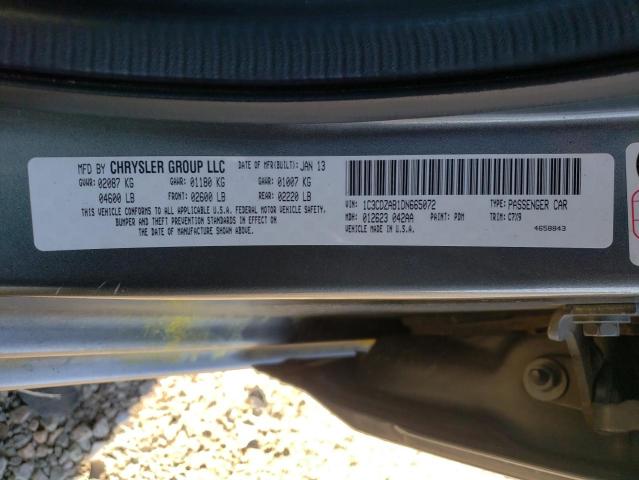 MFD BY CHRYSLER GROUP LLC DATE OF MFR(BUILT): JAN 13
GVWR: 02087 KG GAWR: 01180 KG GAWR: 01007 KG
04600 LB FRONT: 02600 LB REAR: 02220 LB
THIS VEHICLE CONFORMS TO ALL APPLICABLE U.S.A. FEDERAL MOTOR VEHICLE SAFETY,
BUMPER AND THEFT PREVENTION STANDARDS IN EFFECT ON
THE DATE OF MANUFACTURE SHOWN ABOVE.
VIN: 1C3CDZAB1DN665072 TYPE: PASSENGER CAR
MDH: 012623 042AA PAINT: PDM TRIM: C7X9
VEHICLE MADE IN U.S.A. 4658843